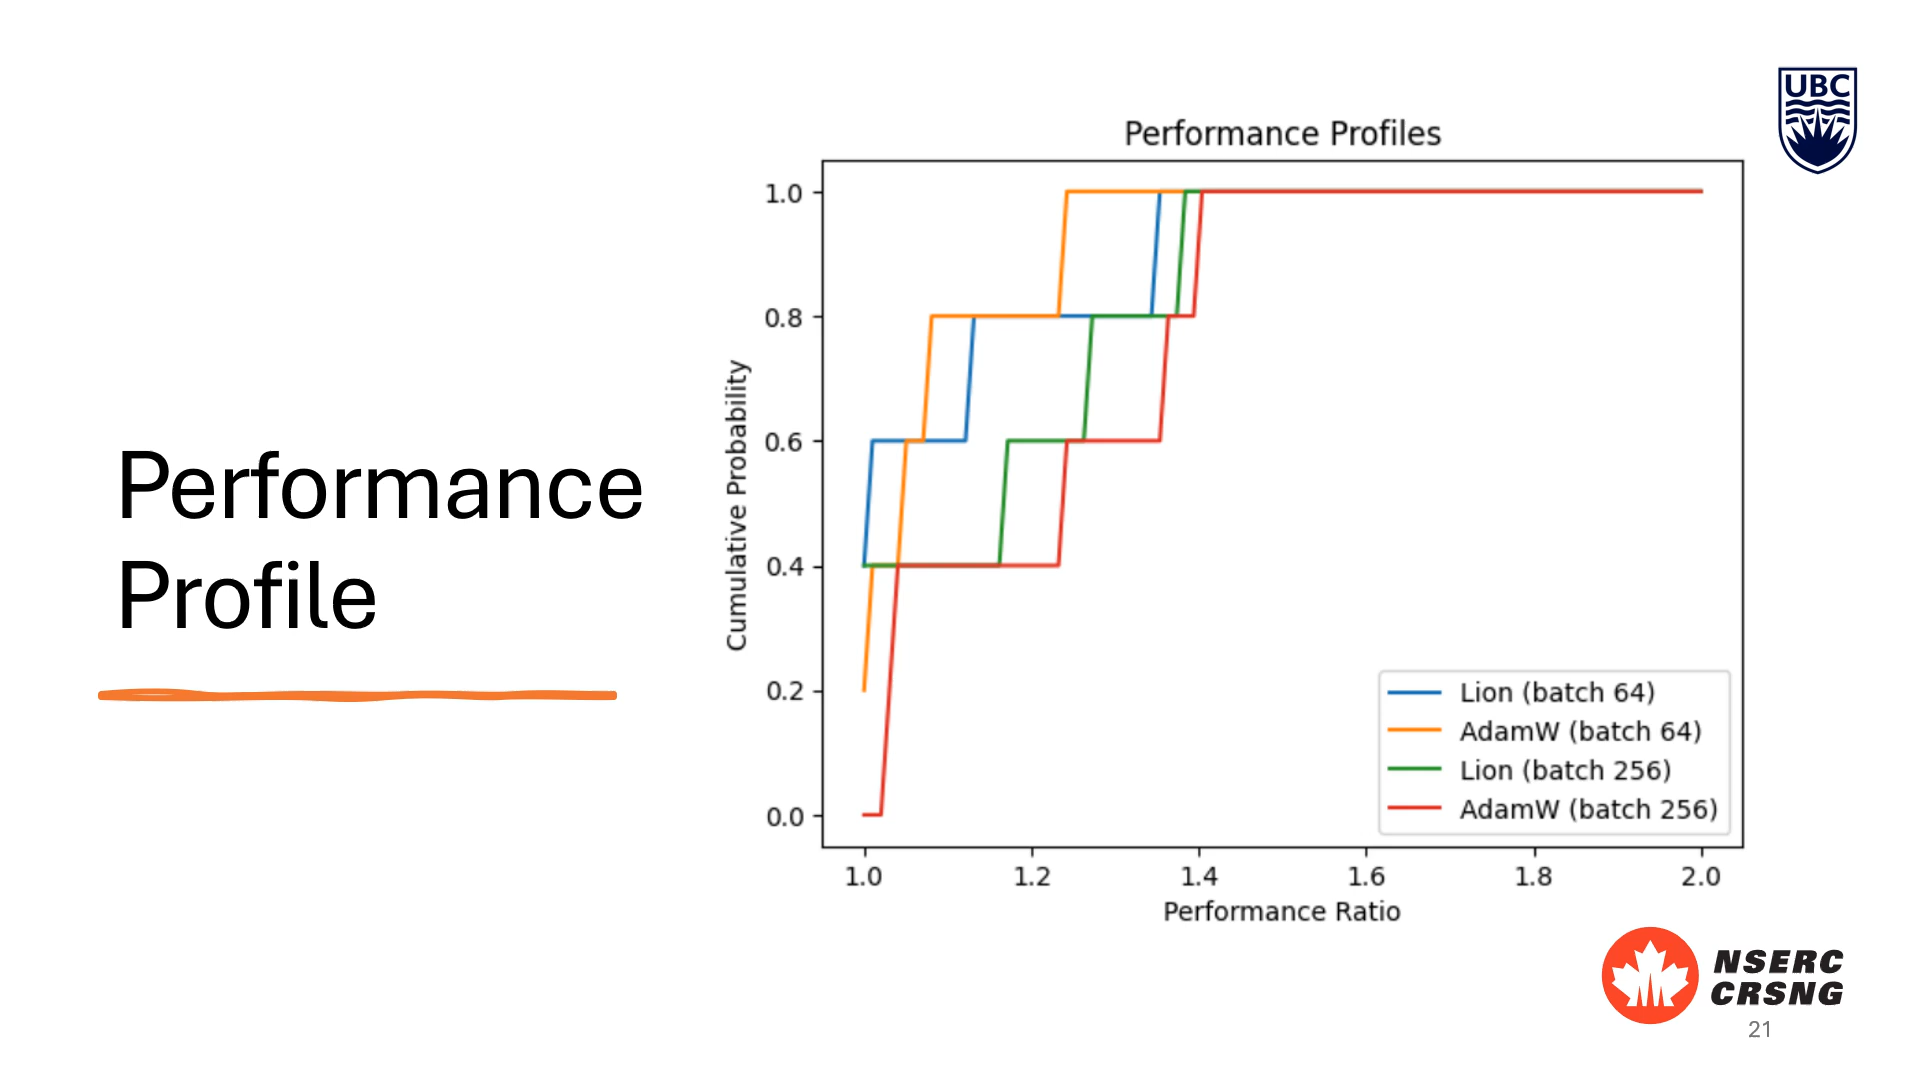 Performance
Profile
UBC
Performance Profiles
1.0
0.8
0.6
0.4
0.2
0.0
Cumulative Probability
Lion (batch 64)
AdamW (batch 64)
Lion (batch 256)
AdamW (batch 256)
1.0 1.2 1.4 1.6 1.8 2.0
Performance Ratio
NSERC
CRSNG
21